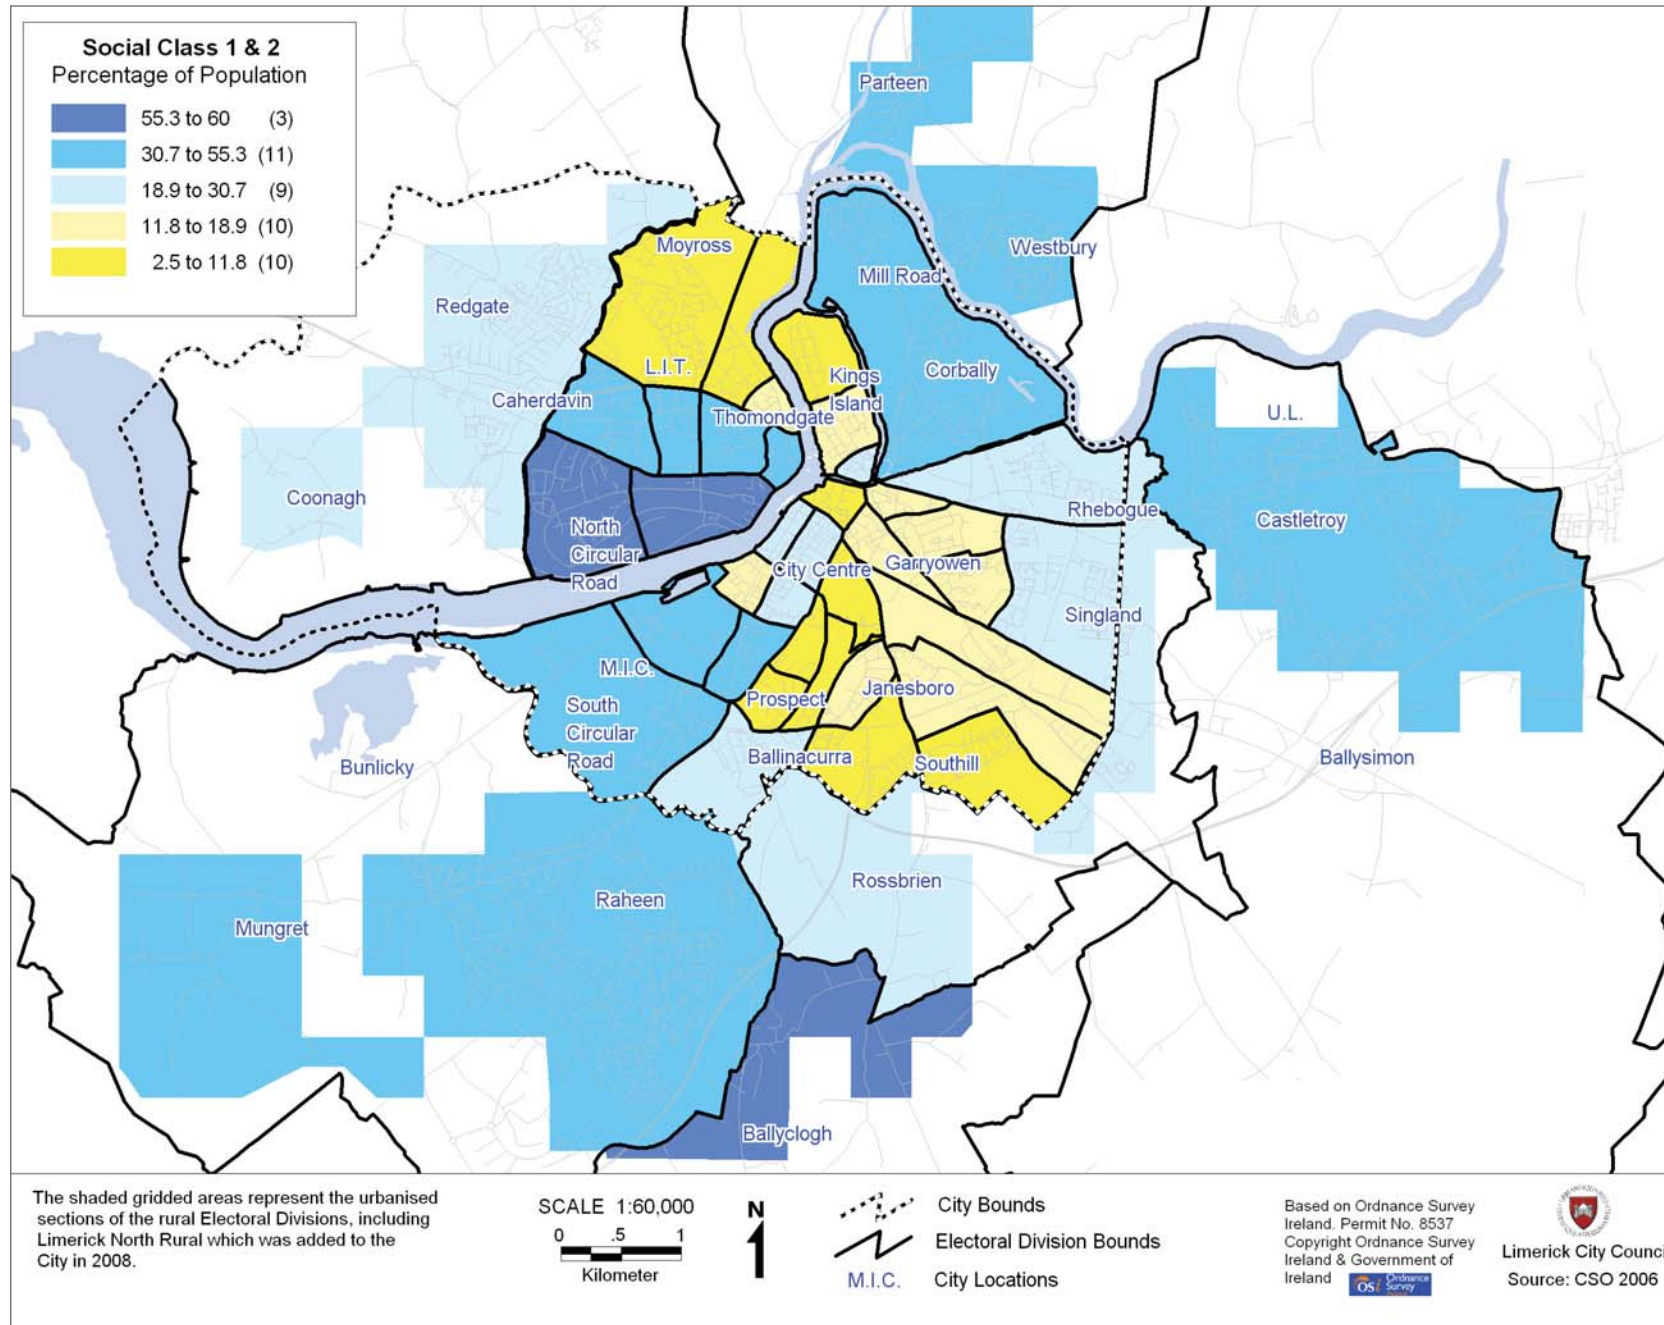 Social Class 1 & 2
Percentage of Population
55.3 to 60 (3)
30.7 to 55.3 (11)
18.9 to 30.7 (9)
11.8 to 18.9 (10)
2.5 to 11.8 (10)
Parteen
Moyross
Westbury
Mill Road
Redgate
L.I.T.
Kings
Island
Corbally
Caherdavin
Thomondgate
U.L.
Coonagh
Rhebogue
Castletroy
North
Circular
Road
City Centre
Garryowen
Singland
M.I.C.
South
Circular
Road
Prospect
Janesboro
Bunlicky
Ballinacurra
Southill
Ballysimon
Raheen
Rossbrien
Mungret
Ballyclogh
The shaded gridded areas represent the urbanised
sections of the rural Electoral Divisions, including
Limerick North Rural which was added to the
City in 2008.
SCALE 1:60,000
0 .5 1
Kilometer
N
City Bounds
Electoral Division Bounds
M.I.C. City Locations
Based on Ordnance Survey
Ireland. Permit No. 8537
Copyright Ordnance Survey
Ireland & Government of
Ireland
OSi Ordnance
Survey
Limerick City Counci
Source: CSO 2006